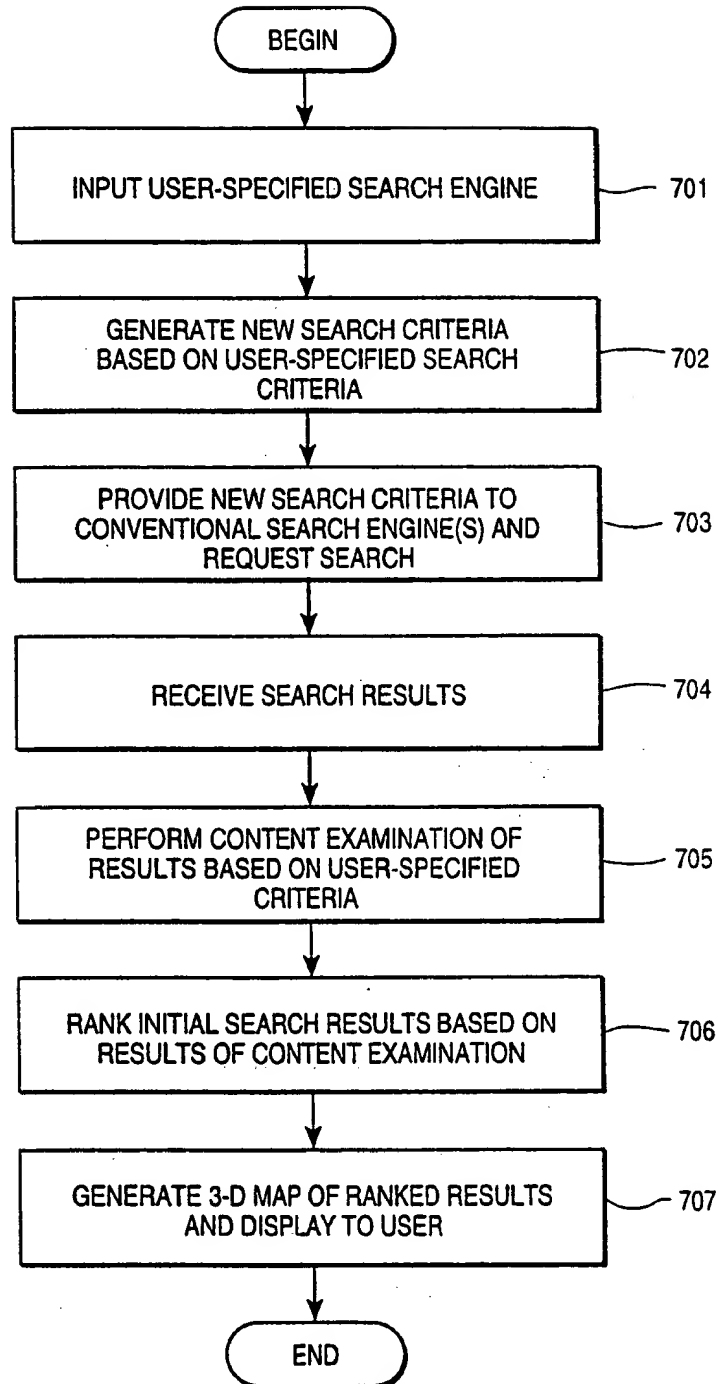 BEGIN
INPUT USER-SPECIFIED SEARCH ENGINE
701
GENERATE NEW SEARCH CRITERIA
BASED ON USER-SPECIFIED SEARCH
CRITERIA
702
PROVIDE NEW SEARCH CRITERIA TO
CONVENTIONAL SEARCH ENGINE(S) AND
REQUEST SEARCH
703
RECEIVE SEARCH RESULTS
704
PERFORM CONTENT EXAMINATION OF
RESULTS BASED ON USER-SPECIFIED
CRITERIA
705
RANK INITIAL SEARCH RESULTS BASED ON
RESULTS OF CONTENT EXAMINATION
706
GENERATE 3-D MAP OF RANKED RESULTS
AND DISPLAY TO USER
707
END